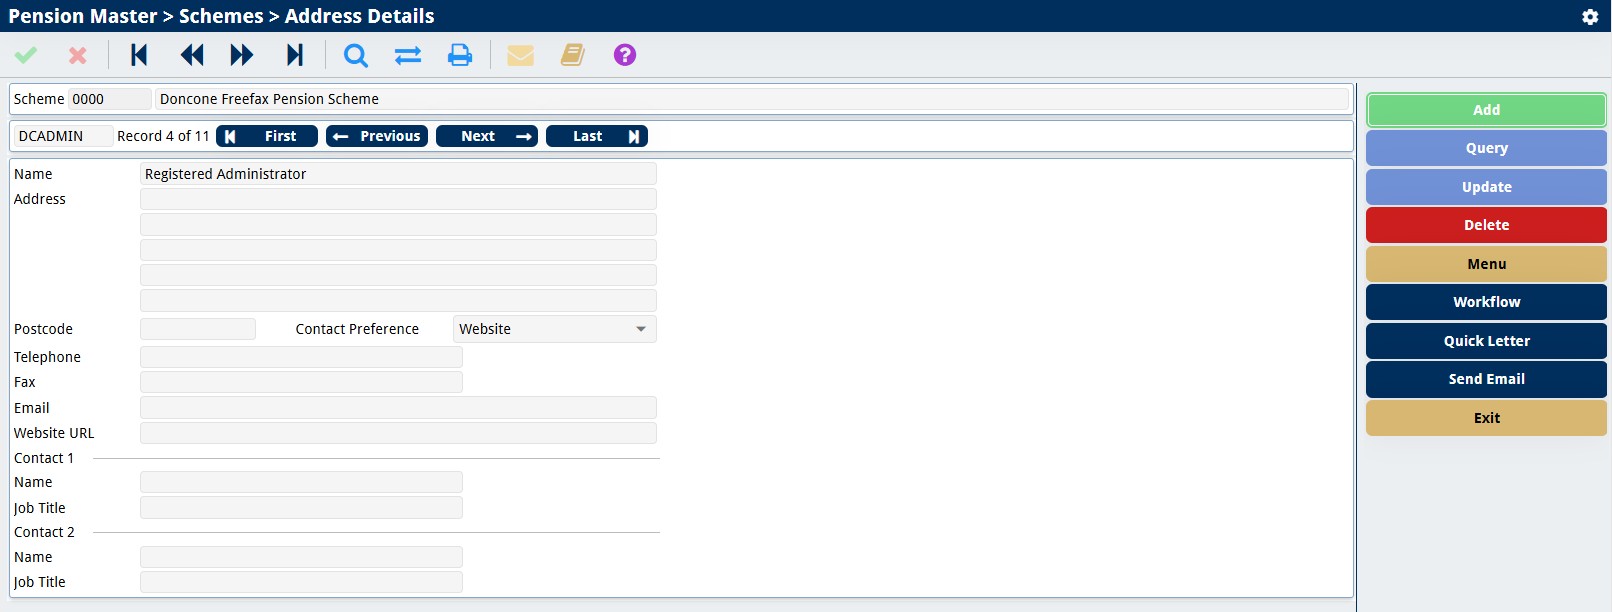 Pension Master > Schemes > Address Details
?
Scheme 0000 Doncone Freefax Pension Scheme
DCADMIN Record 4 of 11 First Previous Next Last
Name Registered Administrator
Address
Postcode Contact Preference Website
Telephone
Fax
Email
Website URL
Contact 1
Name
Job Title
Contact 2
Name
Job Title
Add
Query
Update
Delete
Menu
Workflow
Quick Letter
Send Email
Exit